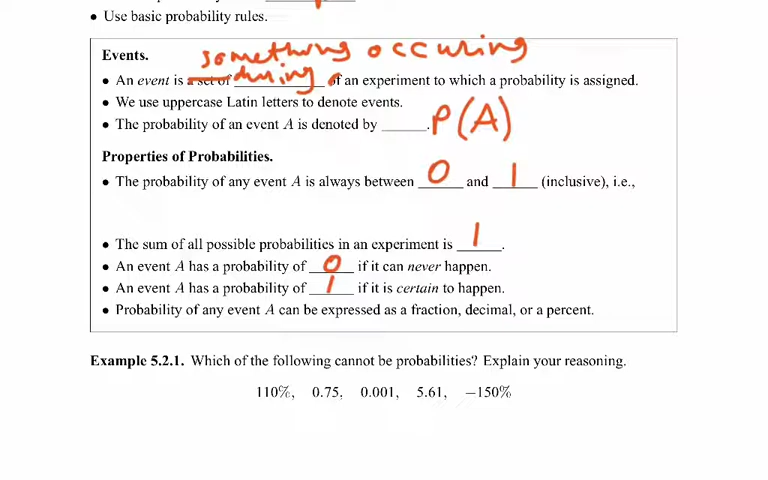 • Use basic probability rules.
Events. something occuring
• An event is a set of during of an experiment to which a probability is assigned.
• We use uppercase Latin letters to denote events.
• The probability of an event A is denoted by ______. P(A)
Properties of Probabilities.
• The probability of any event A is always between 0 and 1 (inclusive), i.e.,
• The sum of all possible probabilities in an experiment is 1.
• An event A has a probability of 0 if it can never happen.
• An event A has a probability of 1 if it is certain to happen.
• Probability of any event A can be expressed as a fraction, decimal, or a percent.
Example 5.2.1. Which of the following cannot be probabilities? Explain your reasoning.
110%, 0.75, 0.001, 5.61, −150%